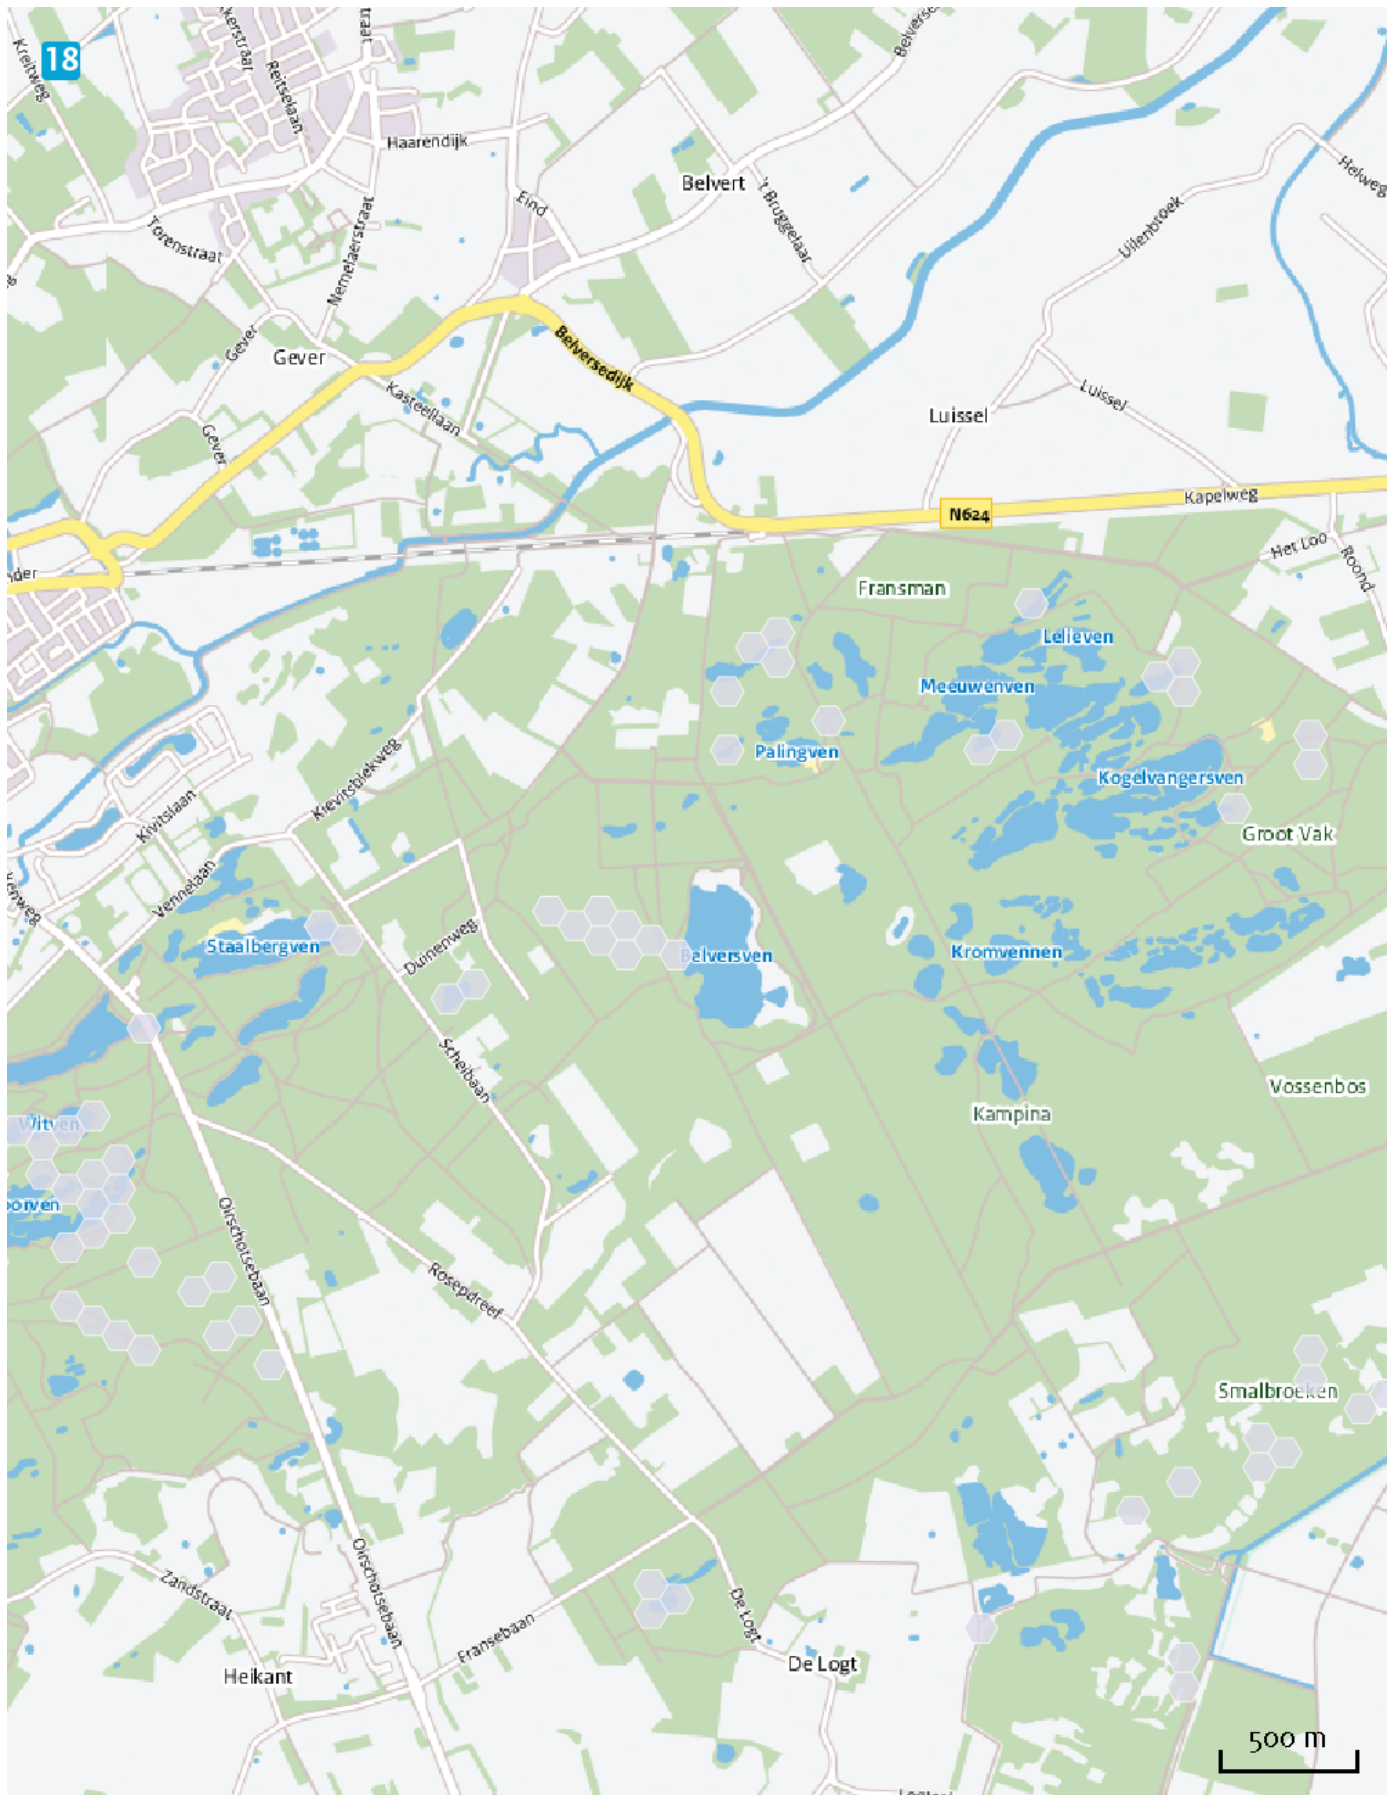 18
Kreitweg
Reitselaan
Haarendijk
Belvert
Eind
't Bruggelaar
Helweg
Uilenbroek
Torenstraat
Nemelaerstraat
Gever
Gever
Belversedijk
Kasteellaan
Gever
Luissel
Luissel
Kapelweg
N624
Het Loo
Roond
Fransman
Lelieven
Meeuwenven
Palingven
Kogelvangersven
Groot Vak
Kievitsblekweg
Kivitslaan
Vennelaan
Staalbergven
Duinenweg
Belversven
Kromvennen
Scheibaan
Vossenbos
Kampina
Witven
Oirschotsebaan
Rosepdreef
Smalbroeken
Oirschotsebaan
Zandstraat
Fransebaan
De Logt
De Logt
Heikant
500 m